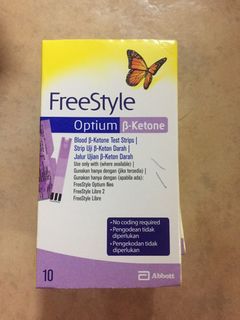 FreeStyle
Optium β-Ketone
Blood β-Ketone Test Strips |
Strip Uji β-Keton Darah |
Jalur Ujian β-Keton Darah
Use only with (where available) |
Gunakan hanya dengan (jika tersedia) |
Gunakan hanya dengan (apabila ada):
FreeStyle Optium Neo
FreeStyle Libre 2
FreeStyle Libre
• No coding required
• Pengodean tidak
diperlukan
• Pengekodan tidak
diperlukan
10
Abbott